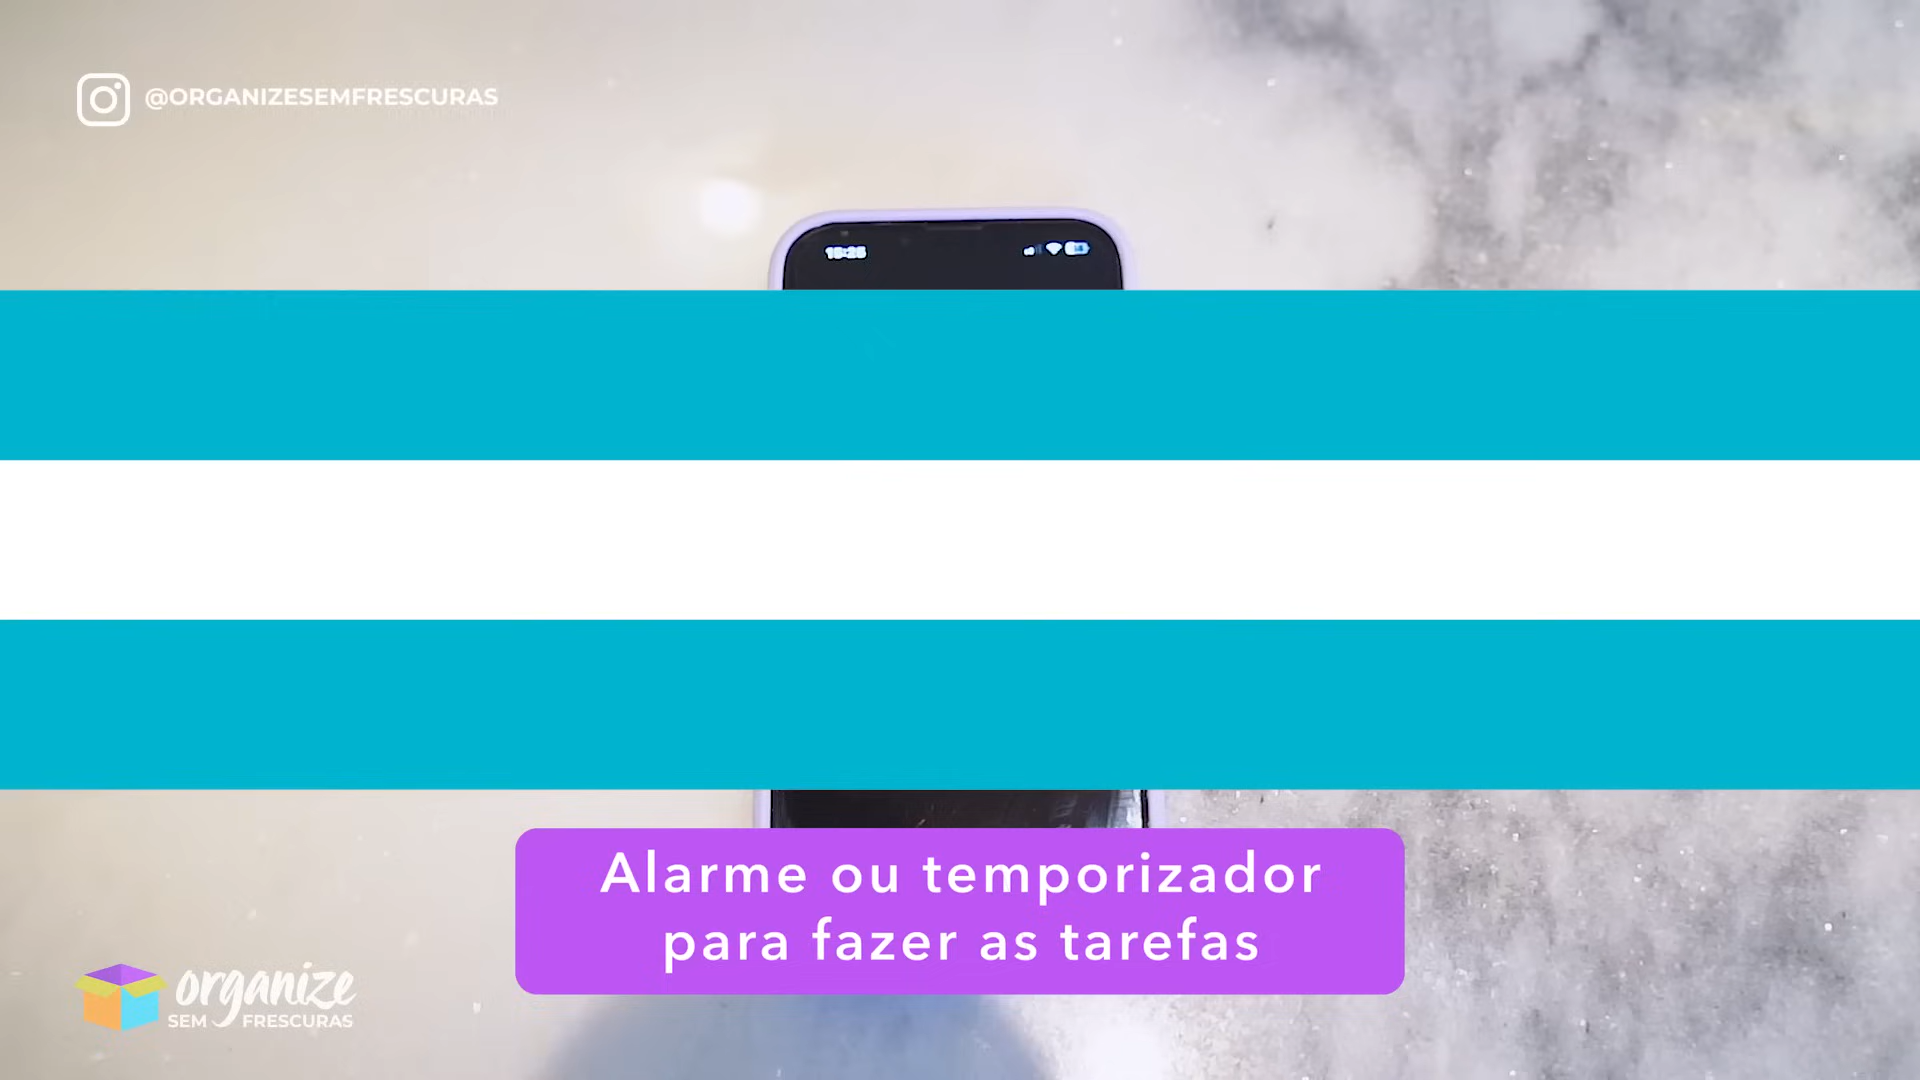 @ORGANIZESEMFRESCURAS
Alarme ou temporizador
para fazer as tarefas
organize
SEM FRESCURAS